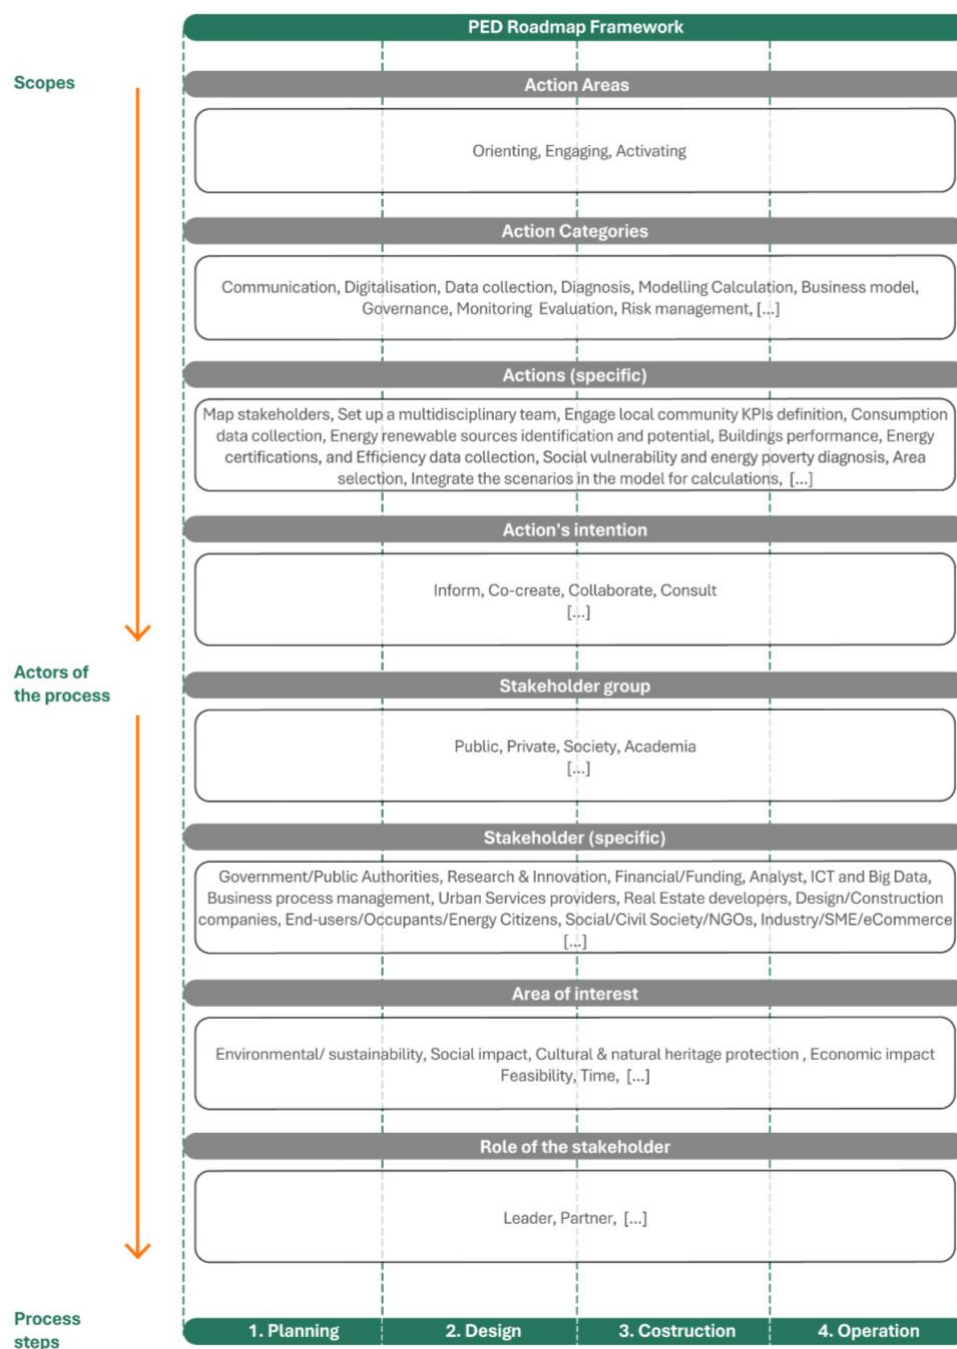 PED Roadmap Framework
Scopes
Action Areas
Orienting, Engaging, Activating
Action Categories
Communication, Digitalisation, Data collection, Diagnosis, Modelling Calculation, Business model,
Governance, Monitoring Evaluation, Risk management, [...]
Actions (specific)
Map stakeholders, Set up a multidisciplinary team, Engage local community KPIs definition, Consumption
data collection, Energy renewable sources identification and potential, Buildings performance, Energy
certifications, and Efficiency data collection, Social vulnerability and energy poverty diagnosis, Area
selection, Integrate the scenarios in the model for calculations, [...]
Action's intention
Inform, Co-create, Collaborate, Consult
[...]
Actors of
the process
Stakeholder group
Public, Private, Society, Academia
[...]
Stakeholder (specific)
Government/Public Authorities, Research & Innovation, Financial/Funding, Analyst, ICT and Big Data,
Business process management, Urban Services providers, Real Estate developers, Design/Construction
companies, End-users/Occupants/Energy Citizens, Social/Civil Society/NGOs, Industry/SME/eCommerce
[...]
Area of interest
Environmental/ sustainability, Social impact, Cultural & natural heritage protection , Economic impact
Feasibility, Time, [...]
Role of the stakeholder
Leader, Partner, [...]
Process
steps
1. Planning
2. Design
3. Costruction
4. Operation